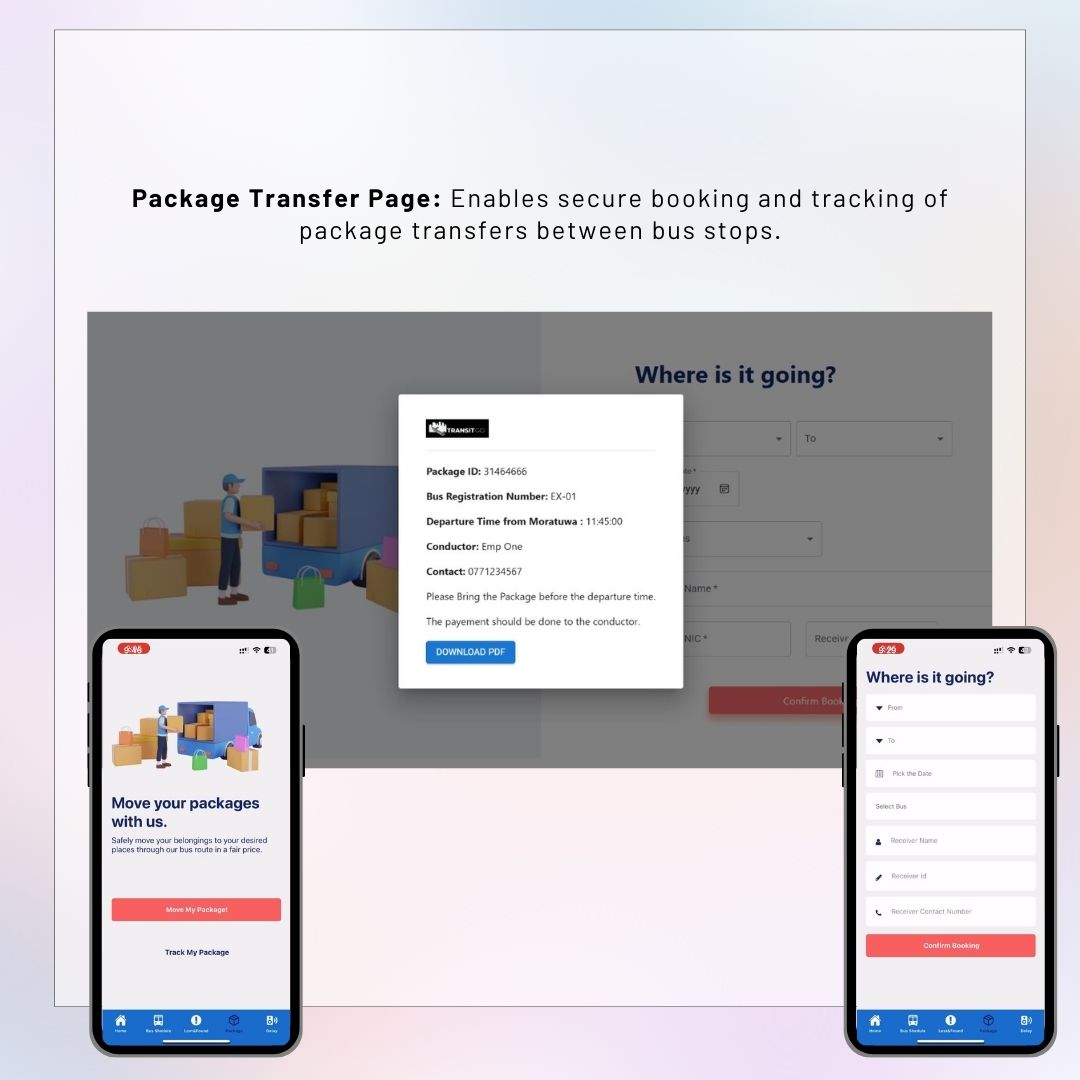 Package Transfer Page: Enables secure booking and tracking of
package transfers between bus stops.
Where is it going?
To
yyyy
Name *
NIC *
Confirm
TRANSITGO
Package ID: 31464666
Bus Registration Number: EX-01
Departure Time from Moratuwa : 11:45:00
Conductor: Emp One
Contact: 0771234567
Please Bring the Package before the departure time.
The payement should be done to the conductor.
DOWNLOAD PDF
Move your packages
with us.
Safely move your belongings to your desired
places through our bus route in a fair price.
Move My Package!
Track My Package
Home
Bus Shedule
Lost&Found
Package
Delay
Where is it going?
From
To
Pick the Date
Select Bus
Receiver Name
Receiver Id
Receiver Contact Number
Confirm Booking
Home
Bus Shedule
Lost&Found
Package
Delay